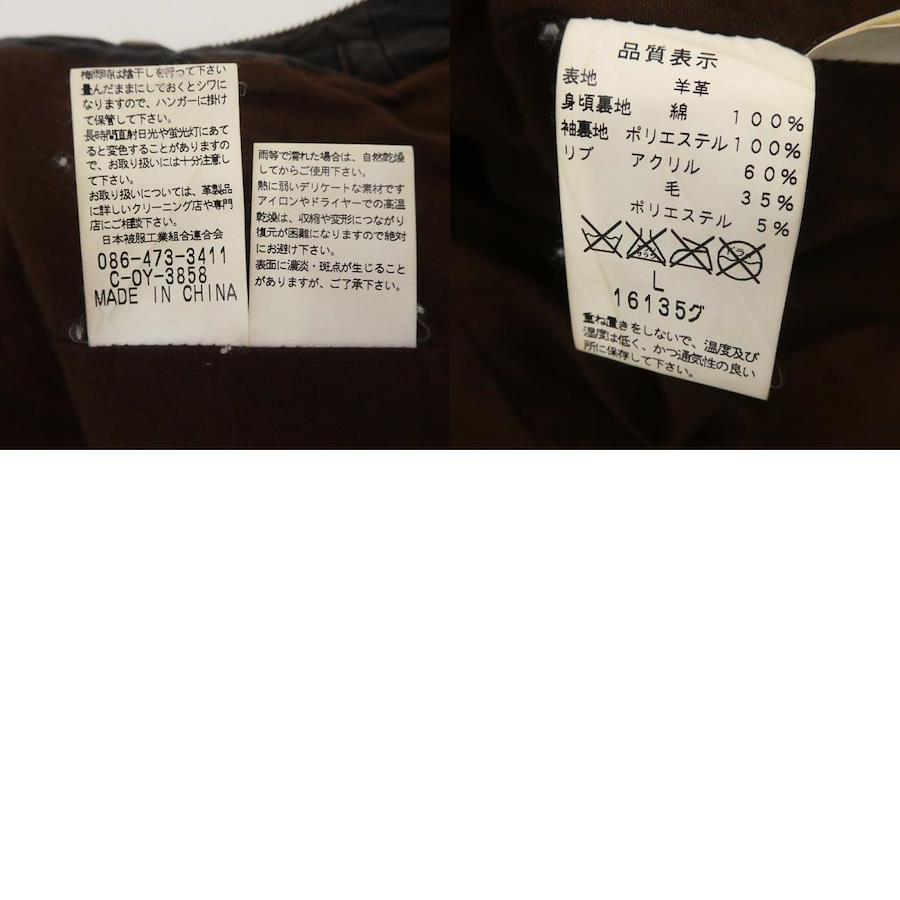 梅雨時は陰干しを行って下さい
畳んだままにしておくとシワに
なりますので、ハンガーに掛け
て保管して下さい。
長時間直射日光や蛍光灯にあて
ると変色することがありますの
で、お取り扱いには十分注意し
て下さい。
お取り扱いについては、革製品
に詳しいクリーニング店や専門
店にご相談下さい。
日本被服工業組合連合会
086-473-3411
C-OY-3858
MADE IN CHINA
雨等で濡れた場合は、自然乾燥
してからご使用下さい。
熱に弱いデリケートな素材です
アイロンやドライヤーでの高温
乾燥は、収縮や変形につながり
復元が困難になりますので絶対
にお避け下さい。
表面に濃淡・斑点が生じること
がありますが、ご了承下さい。
品質表示
表地 羊革
身頃裏地 綿 100%
袖裏地 ポリエステル 100%
リブ アクリル 60%
毛 35%
ポリエステル 5%
L
16135グ
重ね置きをしないで、温度及び
湿度は低く、かつ通気性の良い
所に保存して下さい。